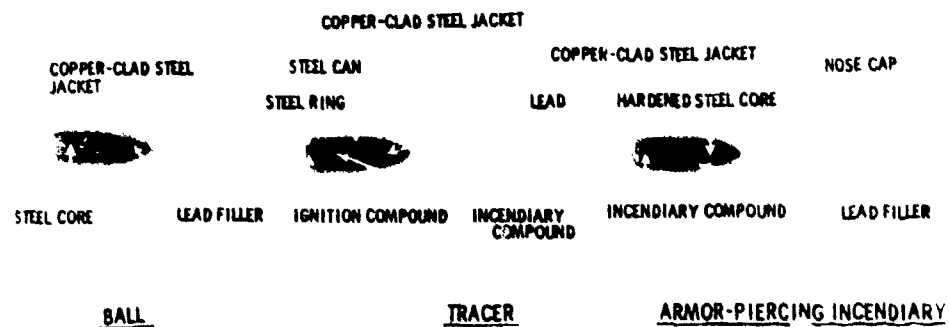 COPPER-CLAD STEEL JACKET
COPPER-CLAD STEEL
JACKET
STEEL CAN
COPPER-CLAD STEEL JACKET
NOSE CAP
STEEL RING
LEAD
HARDENED STEEL CORE
STEEL CORE
LEAD FILLER
IGNITION COMPOUND
INCENDIARY
COMPOUND
INCENDIARY COMPOUND
LEAD FILLER
BALL
TRACER
ARMOR-PIERCING INCENDIARY